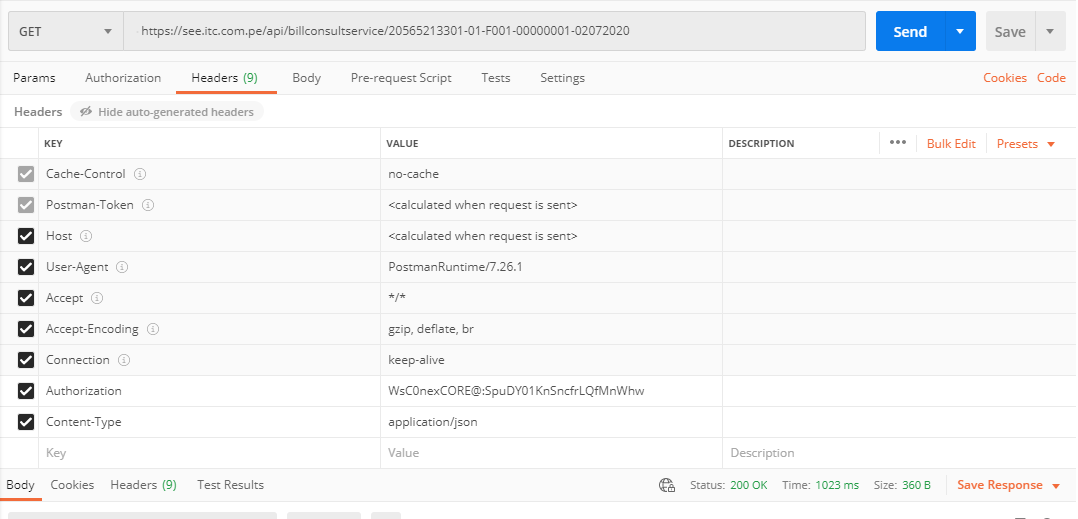 GET https://see.itc.com.pe/api/billconsultservice/20565213301-01-F001-00000001-02072020 Send Save
Params Authorization Headers (9) Body Pre-request Script Tests Settings Cookies Code
Headers Hide auto-generated headers
KEY VALUE DESCRIPTION ••• Bulk Edit Presets
Cache-Control no-cache
Postman-Token <calculated when request is sent>
Host <calculated when request is sent>
User-Agent PostmanRuntime/7.26.1
Accept */*
Accept-Encoding gzip, deflate, br
Connection keep-alive
Authorization WsC0nexCORE@:SpuDY01KnSncfrLQfMnWhw
Content-Type application/json
Key Value Description
Body Cookies Headers (9) Test Results Status: 200 OK Time: 1023 ms Size: 360 B Save Response